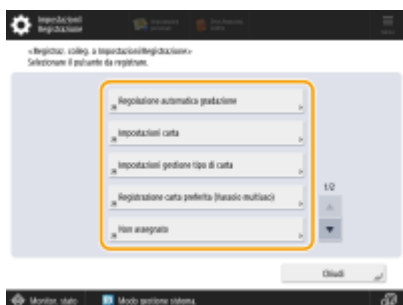 Impostazioni/
Registrazione
Menu
<Registraz. colleg. a Impostazioni/Registrazione>
Selezionare il pulsante da registrare.
Regolazione automatica gradazione
Impostazioni carta
Impostazioni gestione tipo di carta
Registrazione carta preferita (Vassoio multiuso)
Non assegnato
1/2
Chiudi
Monitor. stato
Modo gestione sistema.